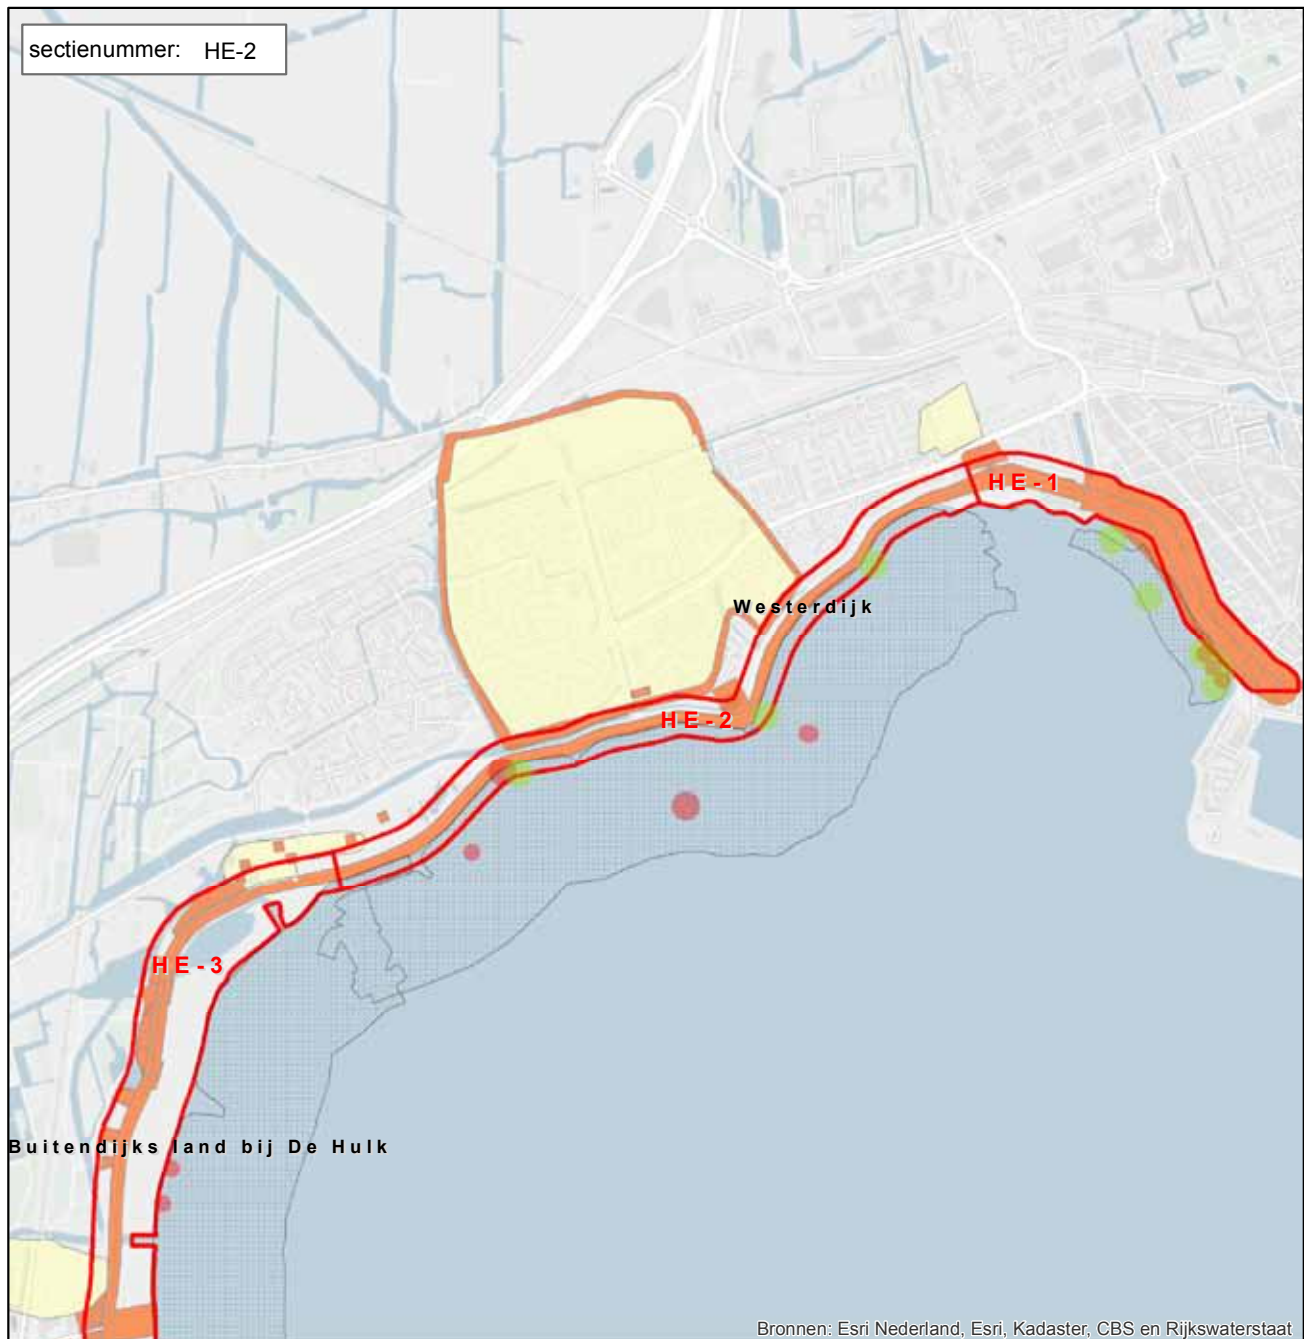 sectienummer: HE-2
HE-1
Westerdijk
HE-2
HE-3
Buitendijks land bij De Hulk
Bronnen: Esri Nederland, Esri, Kadaster, CBS en Rijkswaterstaat